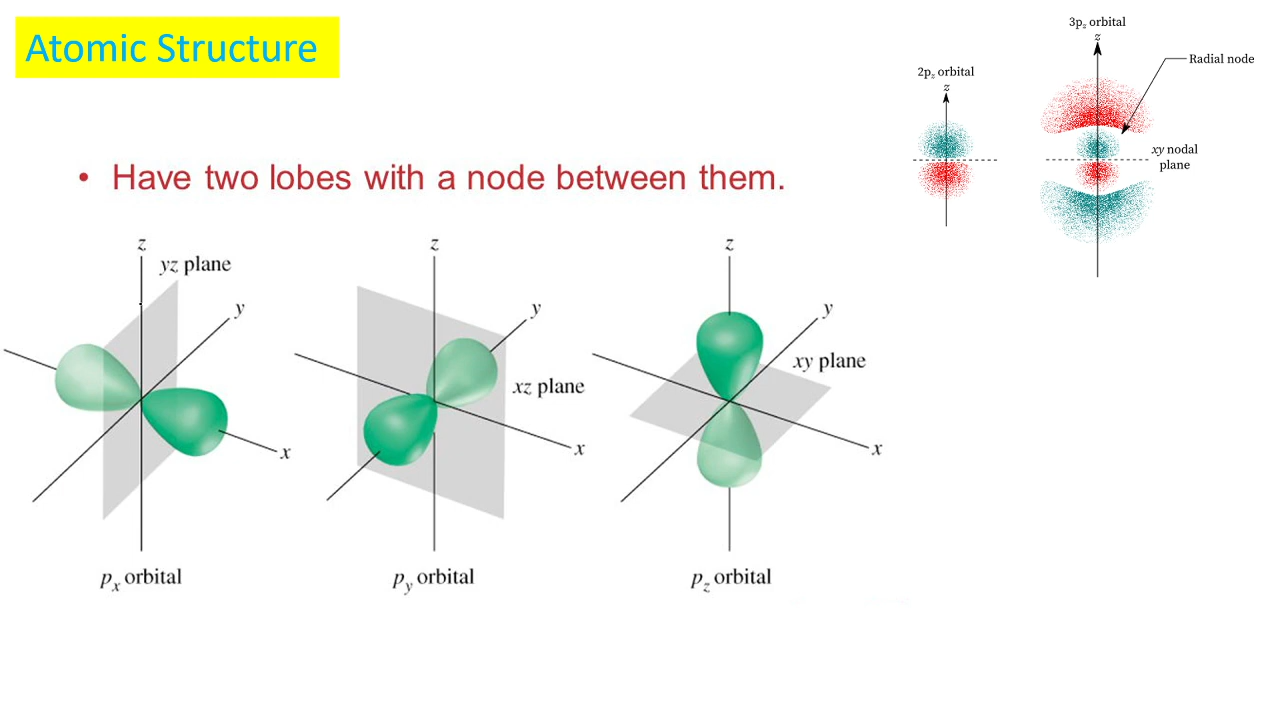 Atomic Structure
• Have two lobes with a node between them.
2p_z orbital
z
3p_z orbital
z
Radial node
xy nodal
plane
z
yz plane
y
x
p_x orbital
z
y
xz plane
x
p_y orbital
z
y
xy plane
x
p_z orbital